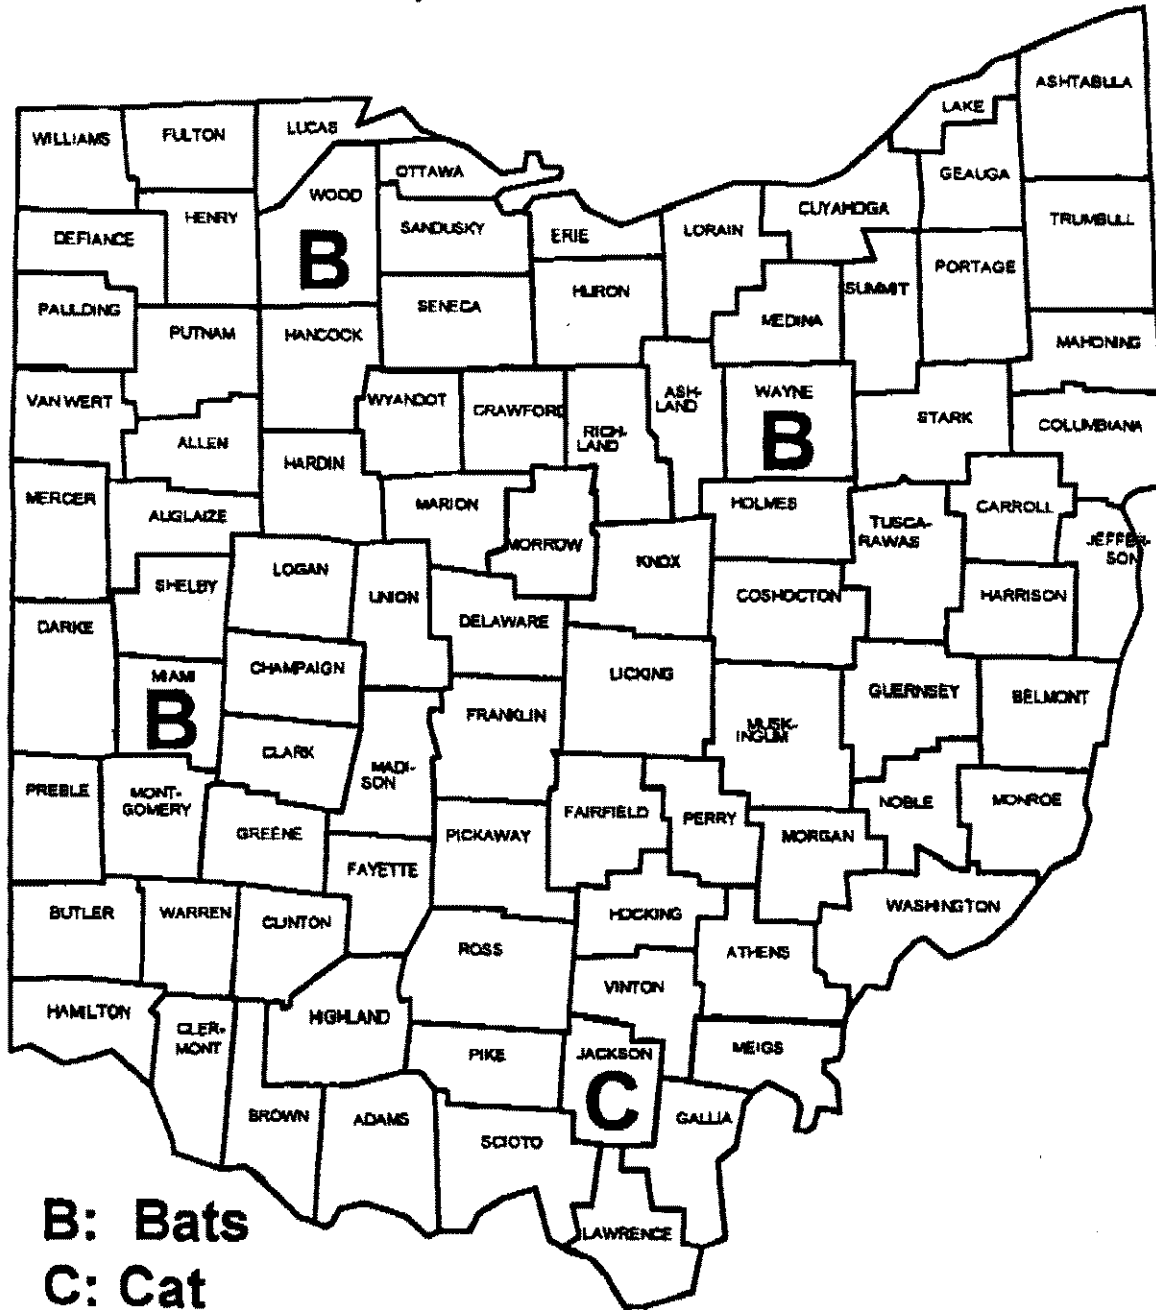 ASHTABULA
LAKE
LUCAS
FULTON
WILLIAMS
GEAUGA
OTTAWA
WOOD
CUYAHOGA
HENRY
TRUMBULL
SANDUSKY
LORAIN
ERIE
DEFIANCE
B
PORTAGE
SUMMIT
HURON
SENECA
PAULDING
MEDINA
PUTNAM
HANCOCK
MAHONING
WAYNE
ASH-
LAND
VAN WERT
WYANDOT
CRAWFORD
STARK
COLUMBIANA
RICH-
LAND
B
ALLEN
HARDIN
MERCER
MARION
HOLMES
CARROLL
AUGLAIZE
TUSCA-
RAWAS
JEFFER-
SON
MORROW
KNOX
LOGAN
SHELBY
UNION
COSHOCTON
HARRISON
DELAWARE
DARKE
CHAMPAIGN
LICKING
MIAMI
B
GUERNSEY
BELMONT
FRANKLIN
MUSK-
INGUM
CLARK
MADI-
SON
PREBLE
MONT-
GOMERY
NOBLE
MONROE
FAIRFIELD
PERRY
GREENE
PICKAWAY
MORGAN
FAYETTE
BUTLER
WARREN
CLINTON
HOCKING
WASHINGTON
ROSS
ATHENS
VINTON
HAMILTON
HIGHLAND
CLER-
MONT
PIKE
JACKSON
C
MEIGS
BROWN
ADAMS
GALLIA
SCIOTO
LAWRENCE
B: Bats
C: Cat